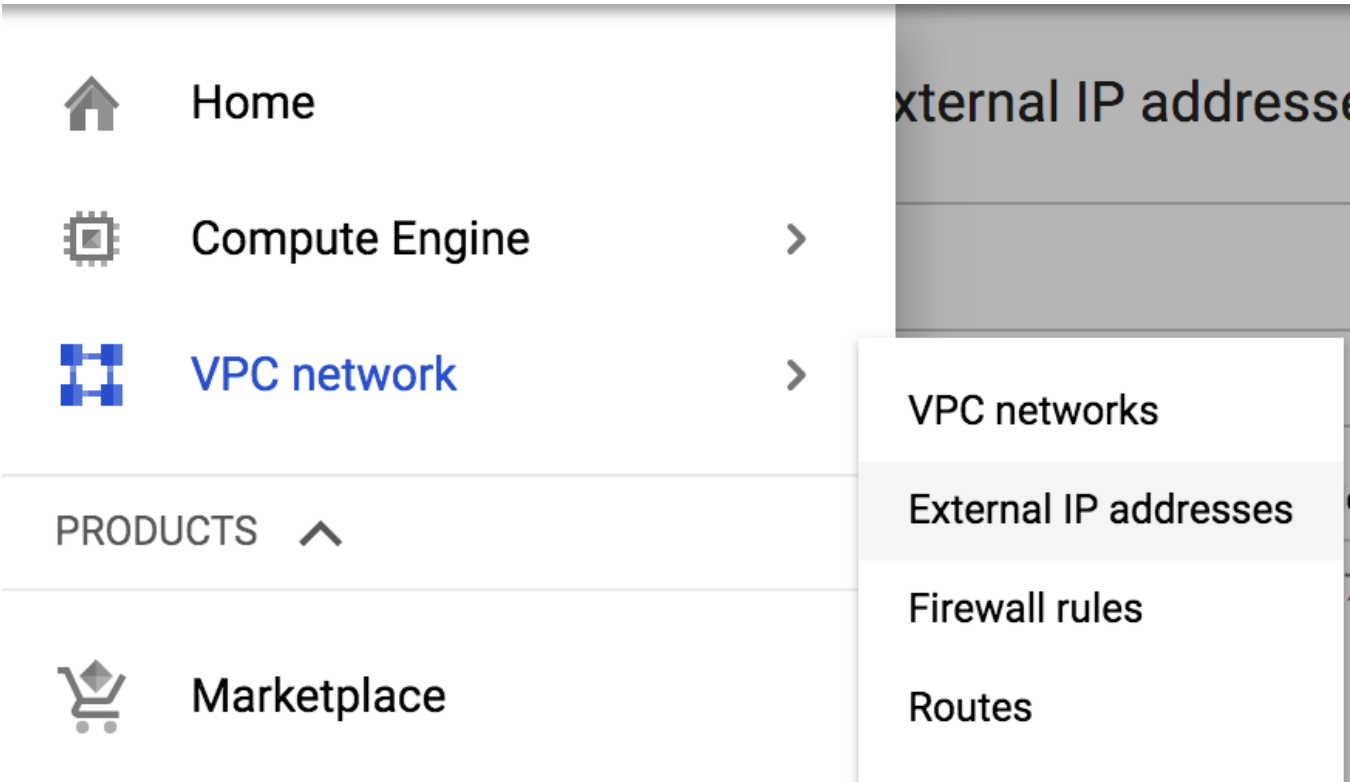 Home
xternal IP addresse
Compute Engine
VPC network
VPC networks
External IP addresses
Firewall rules
Routes
PRODUCTS
Marketplace